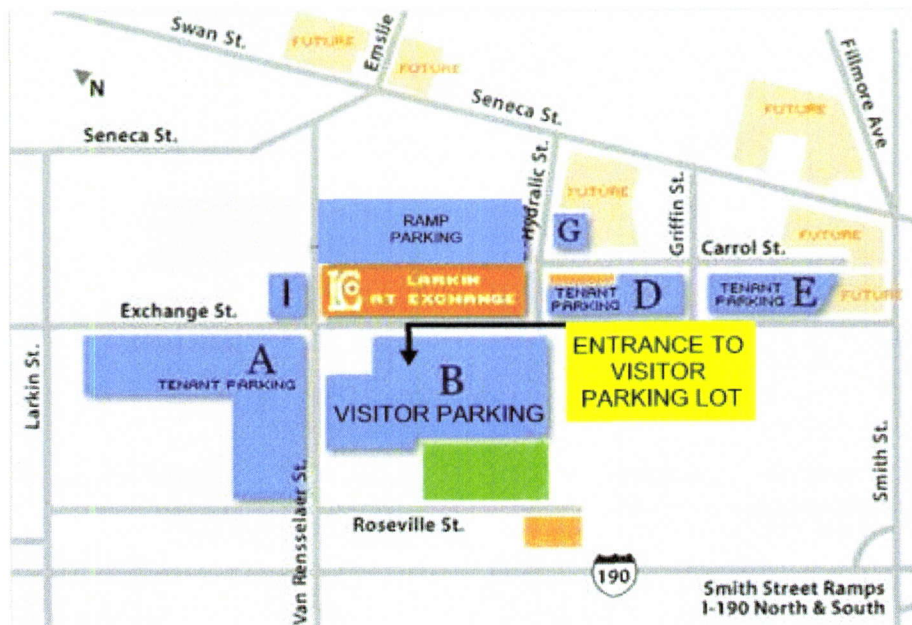 Swan St.
FUTURE
Emslie
FUTURE
Fillmore Ave
N
Seneca St.
Seneca St.
FUTURE
Hydralic St.
FUTURE
Griffin St.
RAMP
PARKING
G
Carrol St.
FUTURE
I
LARKIN
AT EXCHANGE
TENANT
PARKING
D
TENANT
PARKING
E
FUTURE
Exchange St.
Larkin St.
A
TENANT PARKING
B
VISITOR PARKING
ENTRANCE TO
VISITOR
PARKING LOT
Smith St.
Van Rensselaer St.
Roseville St.
190
Smith Street Ramps
I-190 North & South